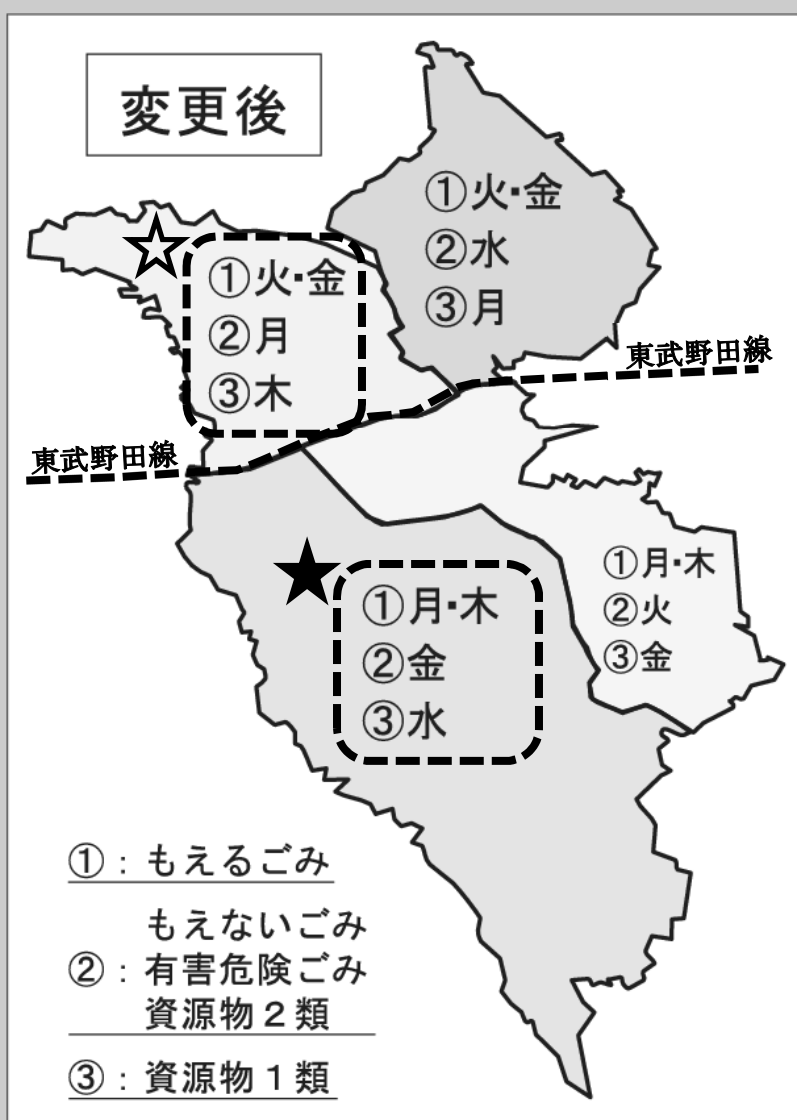 変更後
①火・金
②水
③月
①火・金
②月
③木
東武野田線
東武野田線
①月・木
②火
③金
①月・木
②金
③水
①：もえるごみ
もえないごみ
②：有害危険ごみ
資源物２類
③：資源物１類